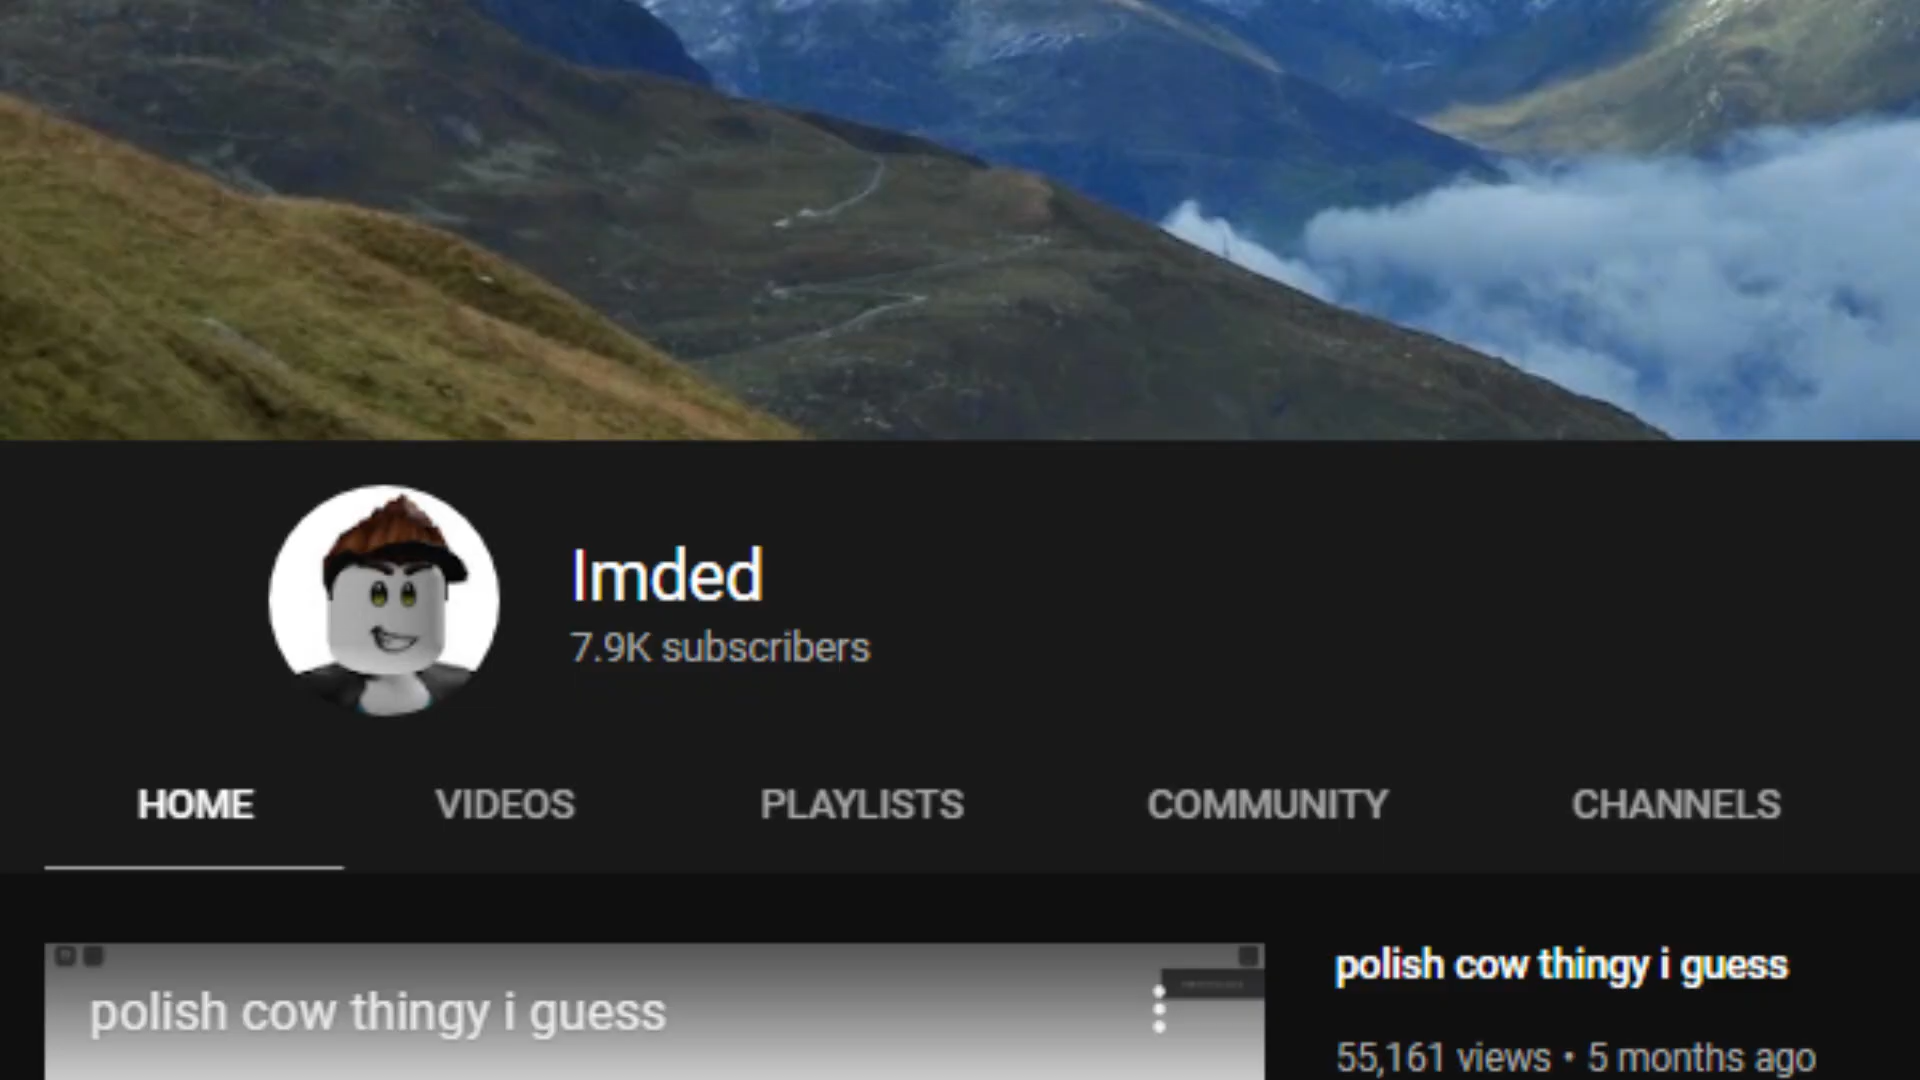 Imded
7.9K subscribers
HOME
VIDEOS
PLAYLISTS
COMMUNITY
CHANNELS
polish cow thingy i guess
polish cow thingy i guess
55,161 views • 5 months ago